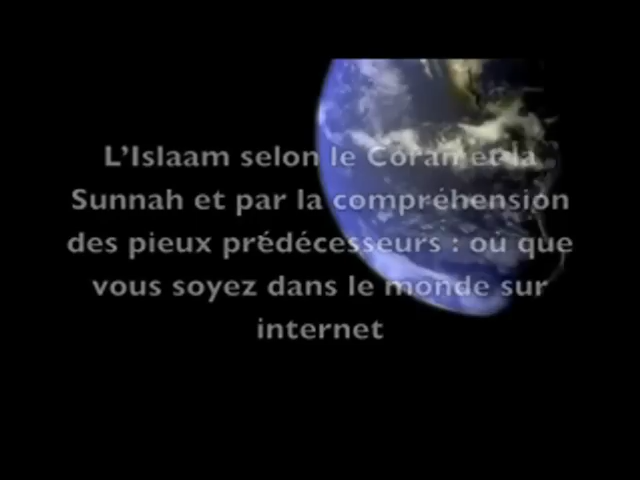 L'Islaam selon le Coran et la
Sunnah et par la compréhension
des pieux prédécesseurs : où que
vous soyez dans le monde sur
internet